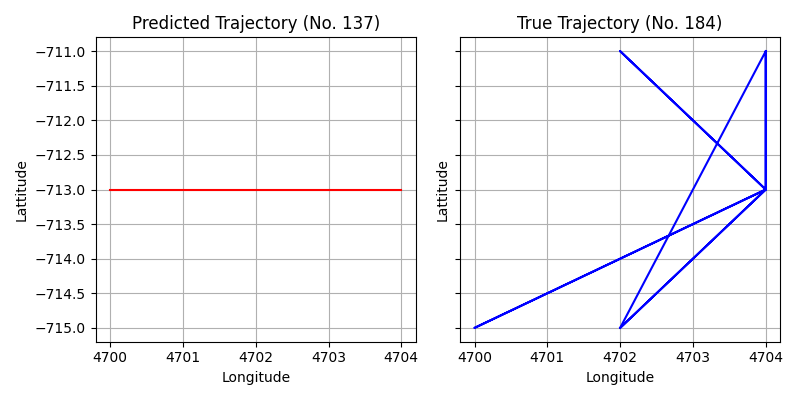 Predicted Trajectory (No. 137)
True Trajectory (No. 184)
Lattitude
−711.0
−711.5
−712.0
−712.5
−713.0
−713.5
−714.0
−714.5
−715.0
4700 4701 4702 4703 4704
Longitude
Lattitude
4700 4701 4702 4703 4704
Longitude